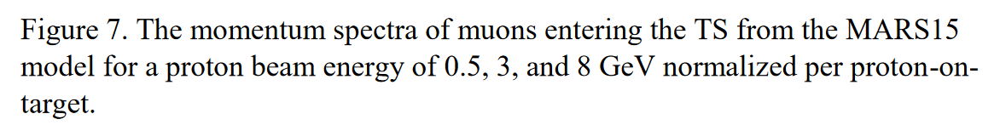 Figure 7. The momentum spectra of muons entering the TS from the MARS15
model for a proton beam energy of 0.5, 3, and 8 GeV normalized per proton-on-
target.